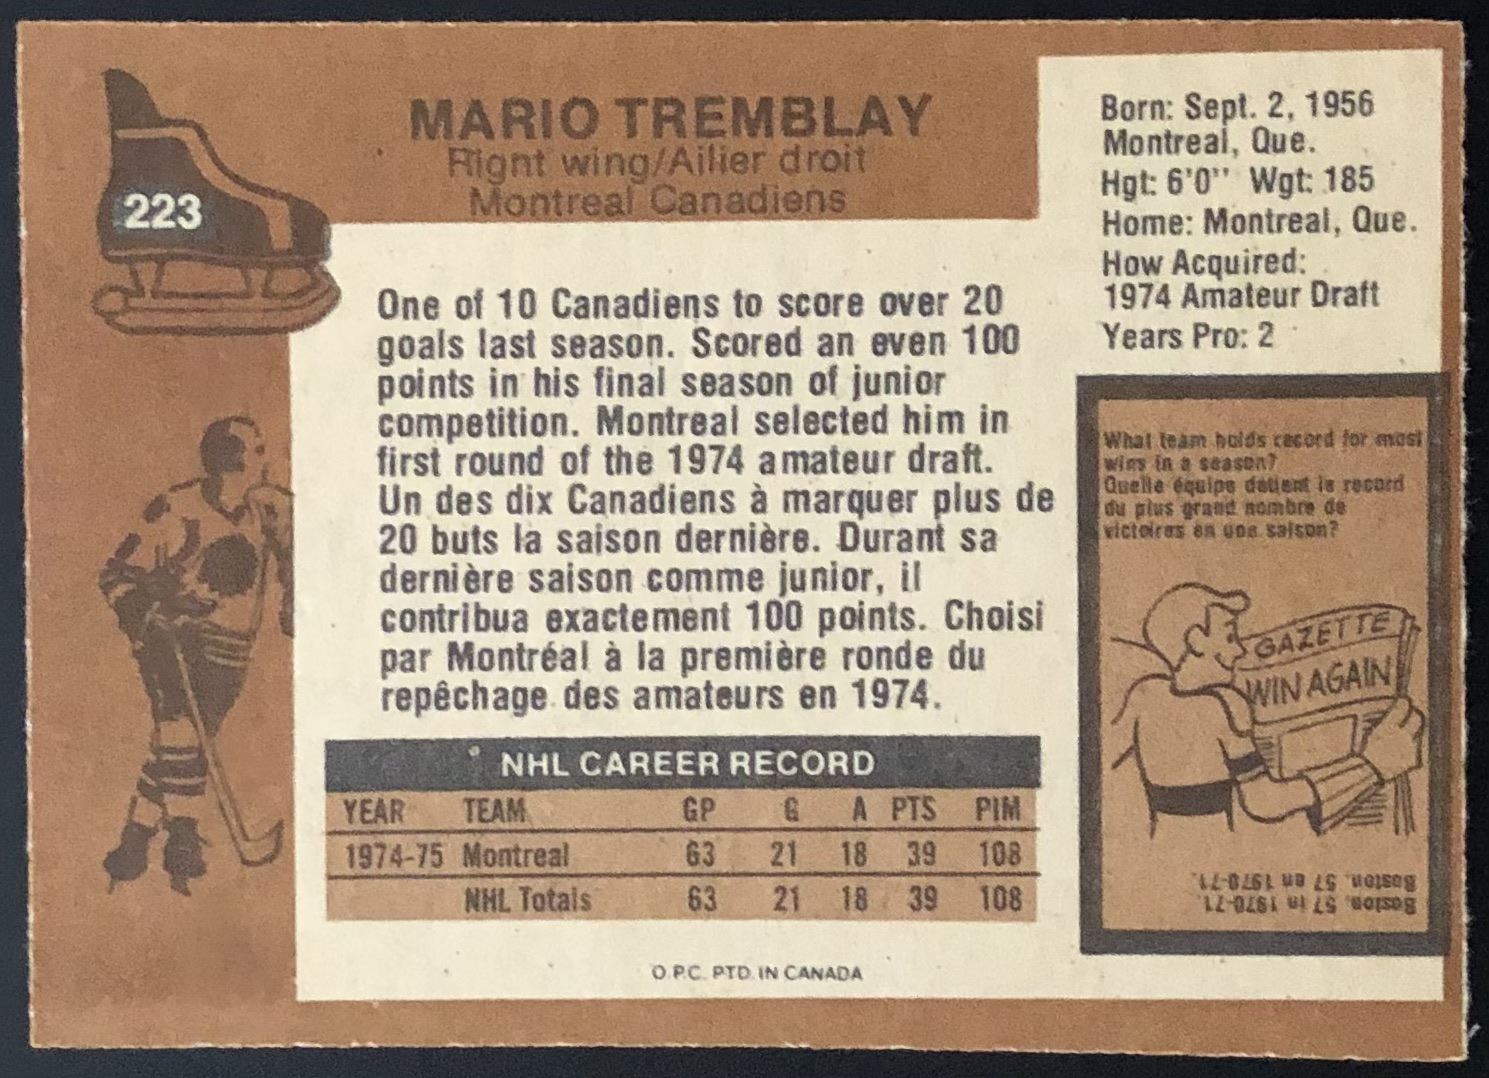 223
MARIO TREMBLAY
Right wing/Ailier droit
Montreal Canadiens
Born: Sept. 2, 1956
Montreal, Que.
Hgt: 6'0" Wgt: 185
Home: Montreal, Que.
How Acquired:
1974 Amateur Draft
Years Pro: 2
One of 10 Canadiens to score over 20
goals last season. Scored an even 100
points in his final season of junior
competition. Montreal selected him in
first round of the 1974 amateur draft.
Un des dix Canadiens à marquer plus de
20 buts la saison dernière. Durant sa
dernière saison comme junior, il
contribua exactement 100 points. Choisi
par Montréal à la première ronde du
repêchage des amateurs en 1974.
NHL CAREER RECORD
YEAR TEAM GP G A PTS PIM
1974-75 Montreal 63 21 18 39 108
NHL Totals 63 21 18 39 108
What team holds record for most
wins in a season?
Quelle équipe détient le record
du plus grand nombre de
victoires en une saison?
GAZETTE
WIN AGAIN
Boston. 57 in 1970-71.
Boston. 57 en 1970-71.
O.P.C. PTD. IN CANADA